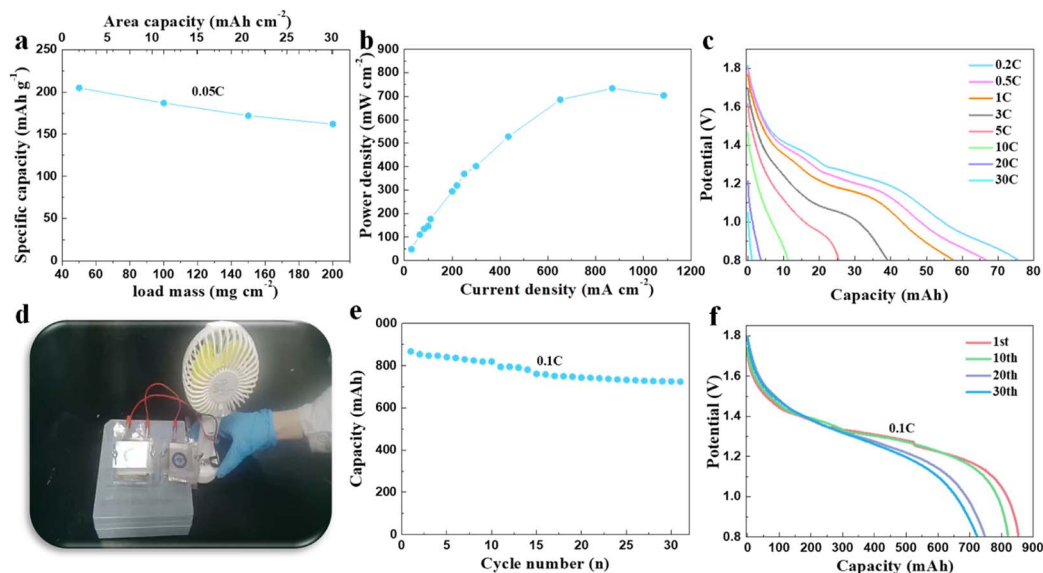 Area capacity (mAh cm-2)
a
0 10 20 30
Specific capacity (mAh g-1)
250
200
150
100
50
0
0.05C
40 60 80 100 120 140 160 180 200
load mass (mg cm-2)
b
Power density (mW cm-2)
900
800
700
600
500
400
300
200
100
0
0 200 400 600 800 1000 1200
Current density (mA cm-2)
c
Potential (V)
1.8
1.6
1.4
1.2
1.0
0.8
0.2C
0.5C
1C
3C
5C
10C
20C
30C
0 10 20 30 40 50 60 70 80
Capacity (mAh)
d
e
Capacity (mAh)
000
800
600
400
200
0
0.1C
0 5 10 15 20 25 30
Cycle number (n)
f
Potential (V)
1.8
1.6
1.4
1.2
1.0
0.8
1st
10th
20th
30th
0.1C
0 100 200 300 400 500 600 700 800 900
Capacity (mAh)